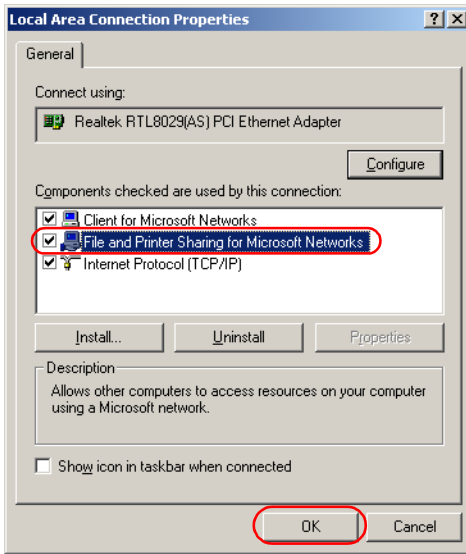 Local Area Connection Properties
General
Connect using:
Realtek RTL8029(AS) PCI Ethernet Adapter
Configure
Components checked are used by this connection:
Client for Microsoft Networks
File and Printer Sharing for Microsoft Networks
Internet Protocol (TCP/IP)
Install...
Uninstall
Properties
Description
Allows other computers to access resources on your computer
using a Microsoft network.
Show icon in taskbar when connected
OK
Cancel